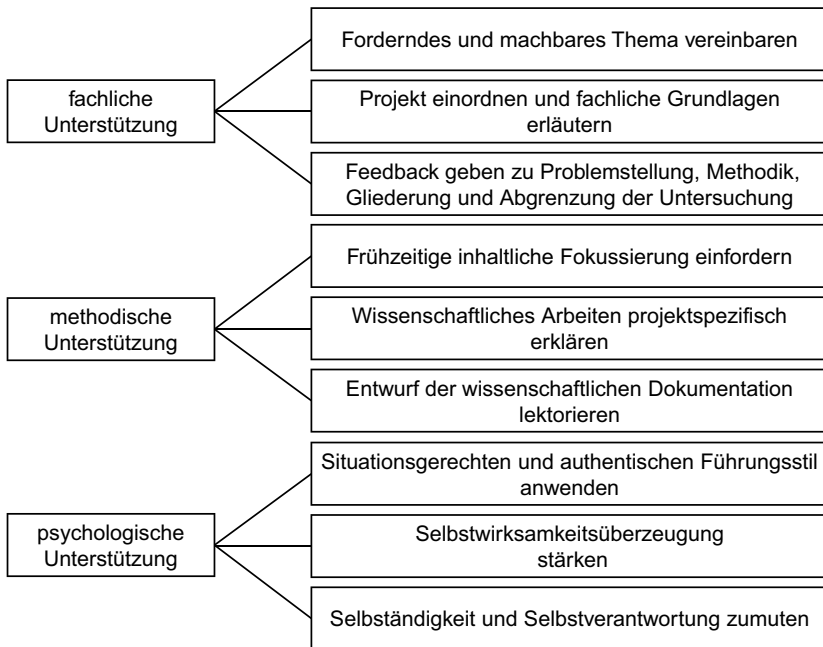 Forderndes und machbares Thema vereinbaren
fachliche
Unterstützung
Projekt einordnen und fachliche Grundlagen
erläutern
Feedback geben zu Problemstellung, Methodik,
Gliederung und Abgrenzung der Untersuchung
Frühzeitige inhaltliche Fokussierung einfordern
methodische
Unterstützung
Wissenschaftliches Arbeiten projektspezifisch
erklären
Entwurf der wissenschaftlichen Dokumentation
lektorieren
Situationsgerechten und authentischen Führungsstil
anwenden
psychologische
Unterstützung
Selbstwirksamkeitsüberzeugung
stärken
Selbständigkeit und Selbstverantwortung zumuten